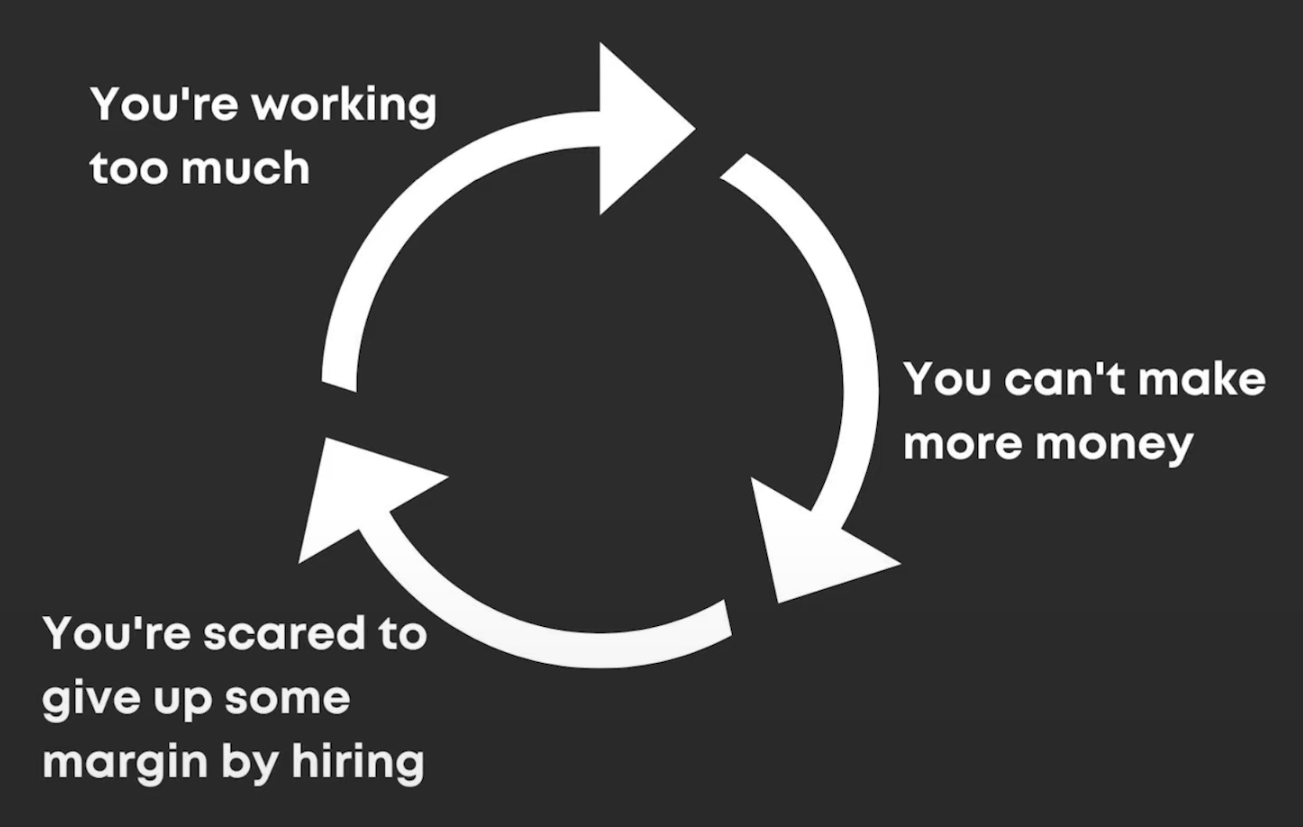 You're working
too much
You can't make
more money
You're scared to
give up some
margin by hiring